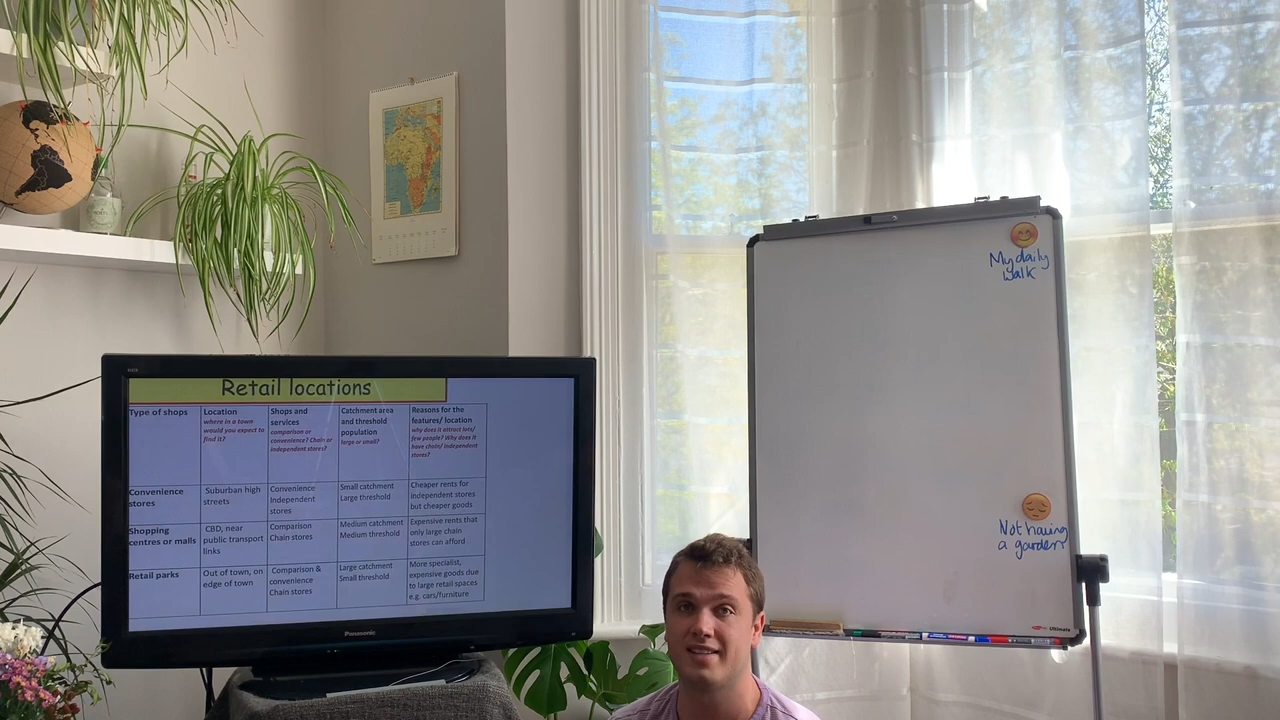 Retail locations
Type of shops
Location
where in a town
would you expect to
find it?
Shops and
services
comparison or
convenience? Chain or
independent stores?
Catchment area
and threshold
population
large or small?
Reasons for the
features/ location
why does it attract lots/
few people? Why does it
have chain/ independent
stores?
Convenience
stores
Suburban high
streets
Convenience
Independent
stores
Small catchment
Large threshold
Cheaper rents for
independent stores
but cheaper goods
Shopping
centres or malls
CBD, near
public transport
links
Comparison
Chain stores
Medium catchment
Medium threshold
Expensive rents that
only large chain
stores can afford
Retail parks
Out of town, on
edge of town
Comparison &
convenience
Chain stores
Large catchment
Small threshold
More specialist,
expensive goods due
to large retail spaces
e.g. cars/furniture
Panasonic
My daily
walk
Not having
a garden
Ultimate